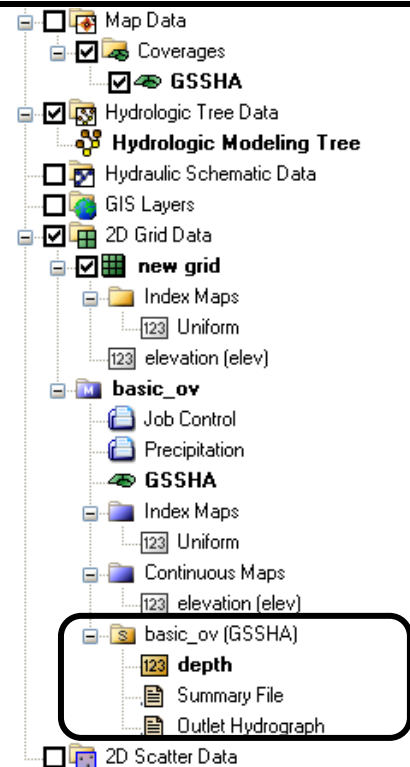 Map Data
Coverages
GSSHA
Hydrologic Tree Data
Hydrologic Modeling Tree
Hydraulic Schematic Data
GIS Layers
2D Grid Data
new grid
Index Maps
123 Uniform
123 elevation (elev)
M basic_ov
Job Control
Precipitation
GSSHA
Index Maps
123 Uniform
Continuous Maps
123 elevation (elev)
S basic_ov (GSSHA)
123 depth
Summary File
Outlet Hydrograph
2D Scatter Data